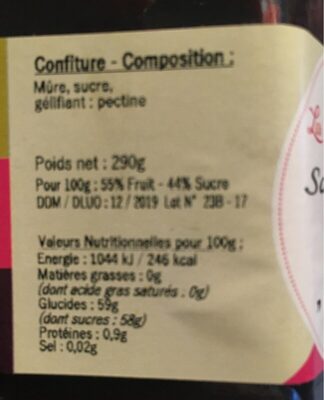 Confiture - Composition :
Mûre, sucre,
gélifiant : pectine
Poids net : 290g
Pour 100g : 55% Fruit - 44% Sucre
DDM / DLUO : 12 / 2019 Lot N° 23B - 17
Valeurs Nutritionnelles pour 100g :
Energie : 1044 kJ / 246 kcal
Matières grasses : 0g
(dont acide gras saturés : 0g)
Glucides : 59g
(dont sucres : 58g)
Protéines : 0,9g
Sel : 0,02g